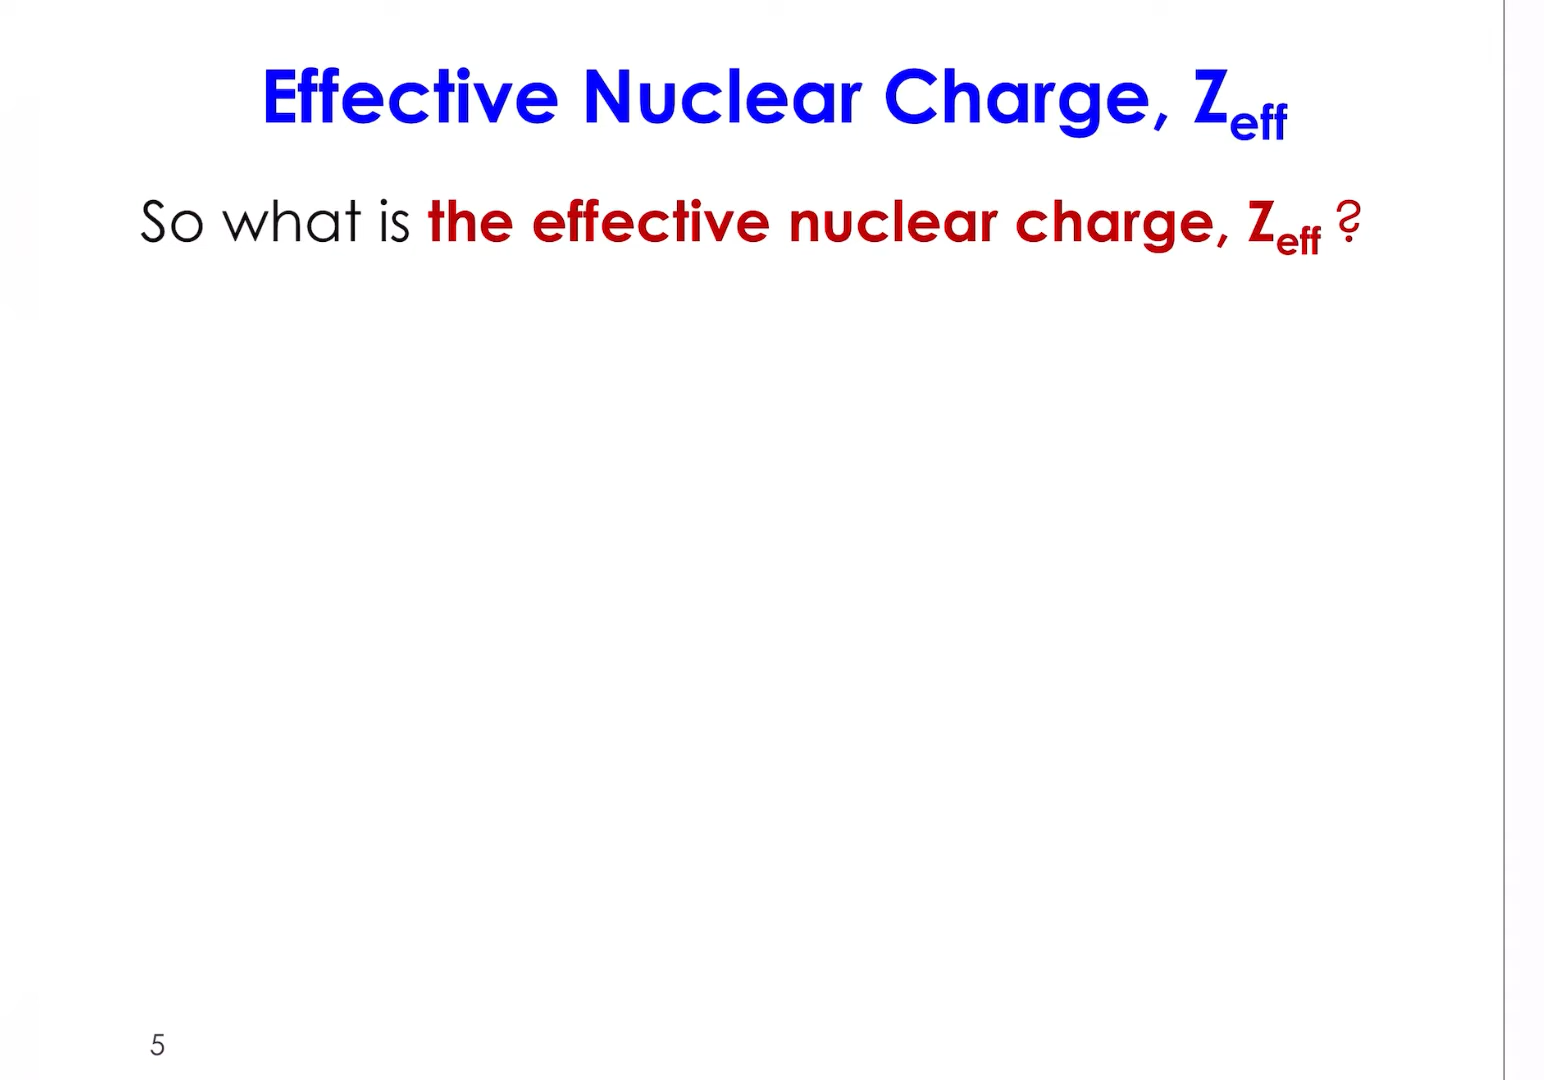 Effective Nuclear Charge, Zeff
So what is the effective nuclear charge, Zeff ?
5